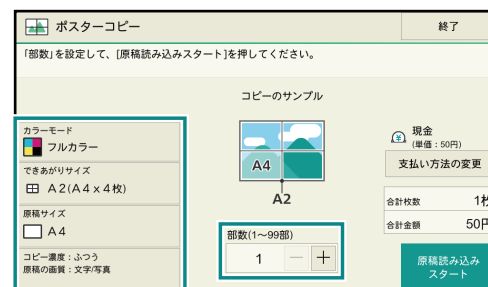 ポスターコピー
終了
「部数」を設定して、[原稿読み込みスタート]を押してください。
コピーのサンプル
カラーモード
フルカラー
できあがりサイズ
A2(A4×4枚)
原稿サイズ
A4
コピー濃度：ふつう
原稿の画質：文字/写真
A4
A2
部数(1～99部)
1
現金
(単価：50円)
支払い方法の変更
合計枚数 1枚
合計金額 50円
原稿読み込み
スタート